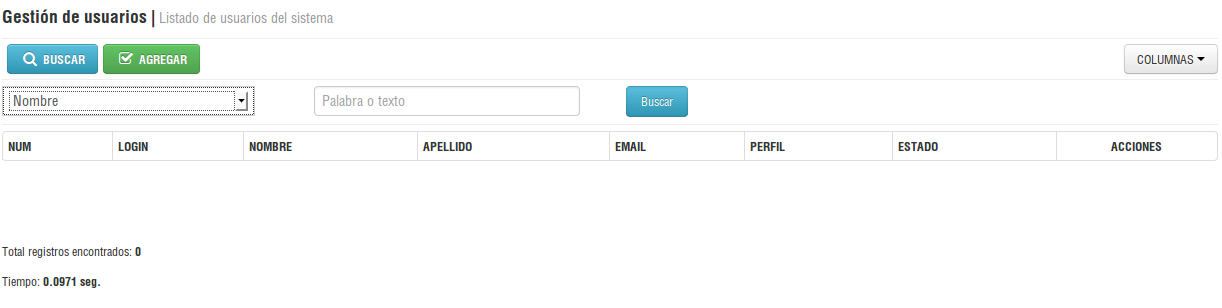 Gestión de usuarios | Listado de usuarios del sistema
BUSCAR AGREGAR COLUMNAS
Nombre Palabra o texto Buscar
NUM LOGIN NOMBRE APELLIDO EMAIL PERFIL ESTADO ACCIONES
Total registros encontrados: 0
Tiempo: 0.0971 seg.